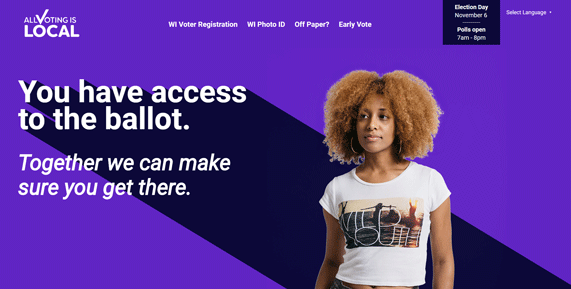 ALL VOTING IS
LOCAL
WI Voter Registration
WI Photo ID
Off Paper?
Early Vote
Election Day
November 6
Polls open
7am - 8pm
Select Language
You have access
to the ballot.
Together we can make
sure you get there.
WILD
YOUTH